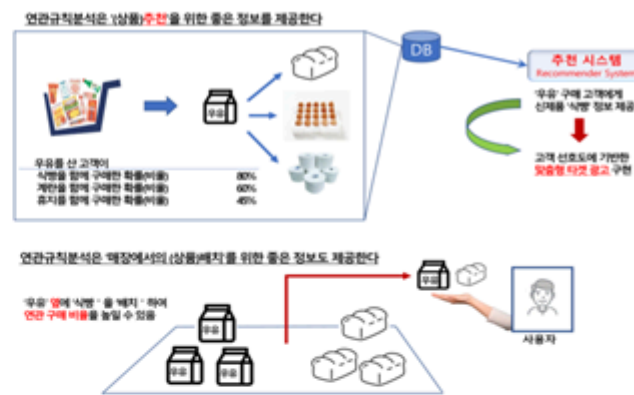 연관규칙분석은 '(상품)추천'을 위한 좋은 정보를 제공한다
DB
추천 시스템
Recommender System
우유
'우유' 구매 고객에게
신제품 '식빵' 정보 제공
고객 선호도에 기반한
맞춤형 타겟 광고 구현
우유를 산 고객이
식빵을 함께 구매한 확률(비율) 80%
계란을 함께 구매한 확률(비율) 60%
휴지를 함께 구매한 확률(비율) 45%
연관규칙분석은 '매장에서의 (상품)배치'를 위한 좋은 정보도 제공한다
'우유' 옆에 '식빵' 을 '배치' 하여
연관 구매 비율을 높일 수 있음
우유
우유
우유 우유
사용자